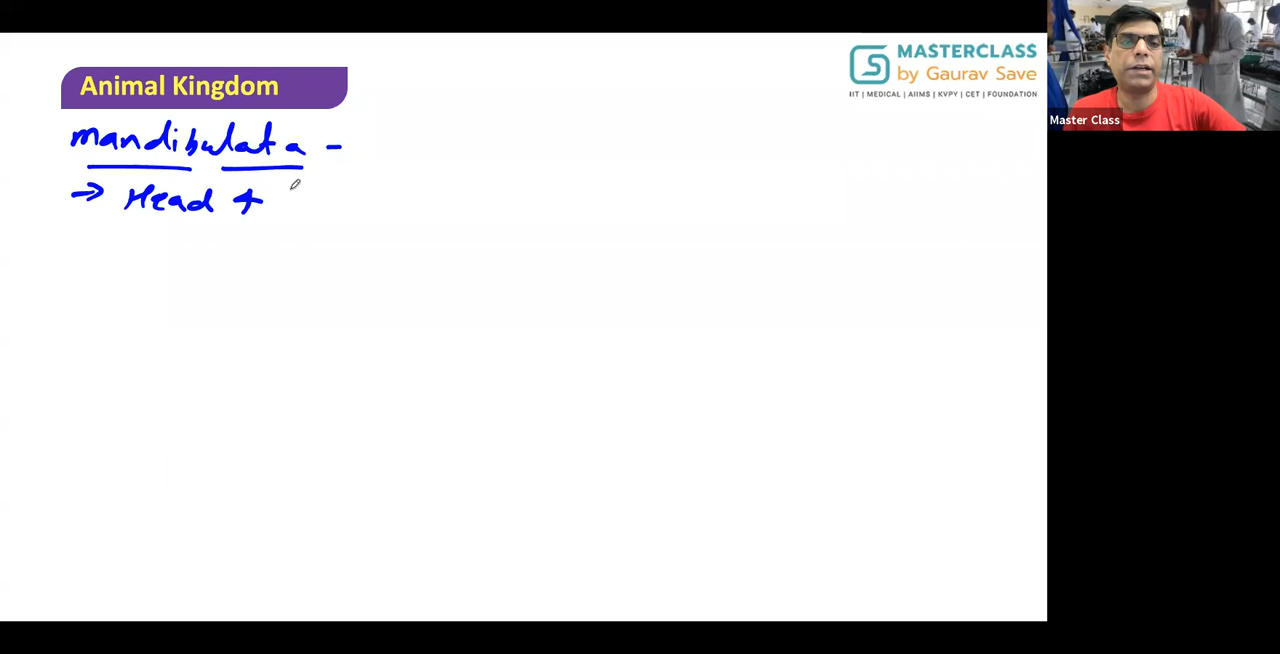 MASTERCLASS
by Gaurav Save
IIT | MEDICAL | AIIMS | KVPY | CET | FOUNDATION
Animal Kingdom
mandibulata -
→ Head +
Master Class